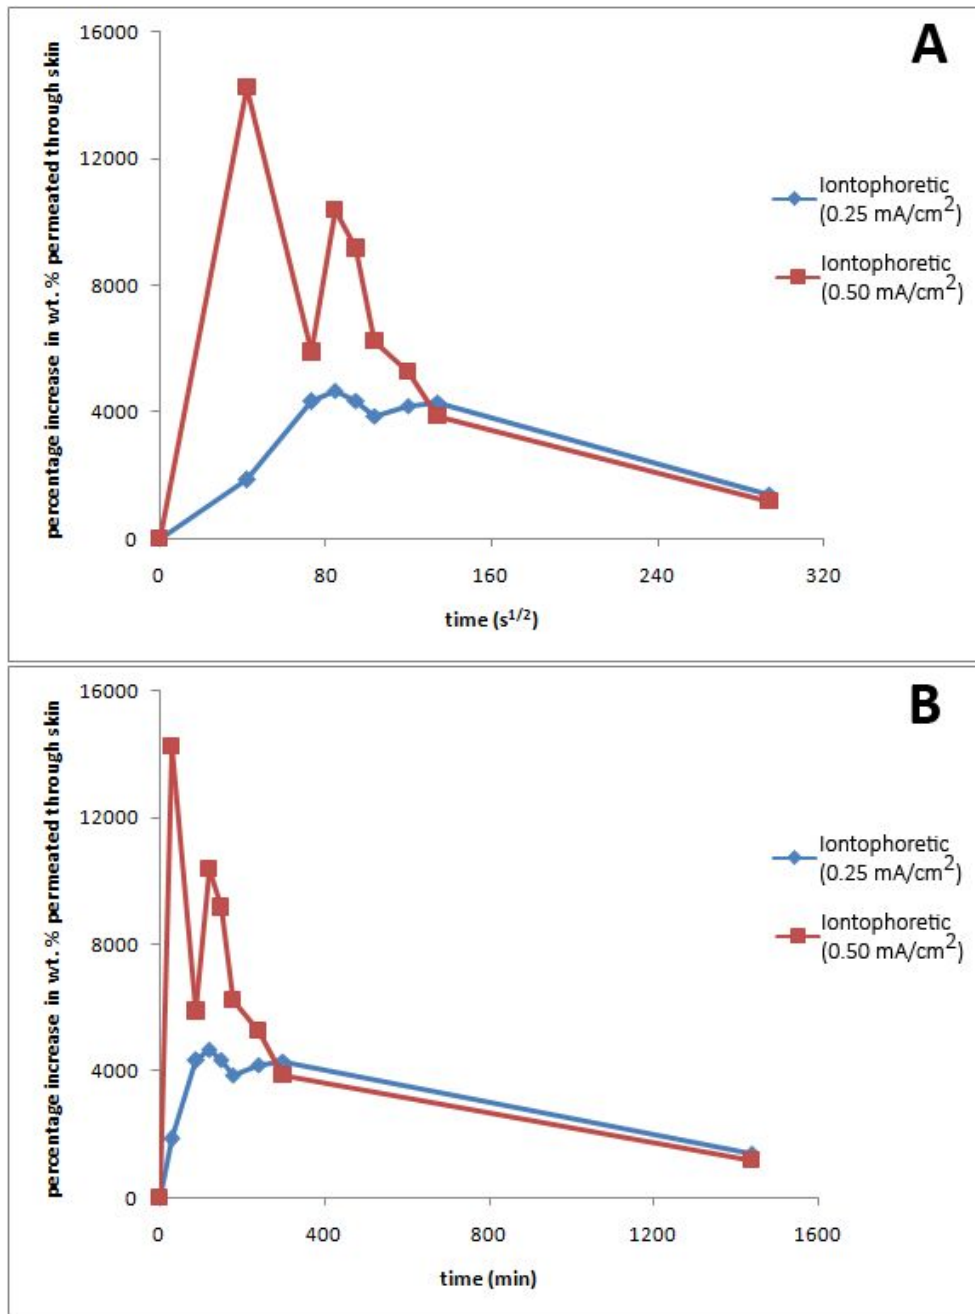 A
percentage increase in wt. % permeated through skin
16000
12000
8000
4000
0
0 80 160 240 320
time (s^1/2)
Iontophoretic
(0.25 mA/cm²)
Iontophoretic
(0.50 mA/cm²)
B
percentage increase in wt. % permeated through skin
16000
12000
8000
4000
0
0 400 800 1200 1600
time (min)
Iontophoretic
(0.25 mA/cm²)
Iontophoretic
(0.50 mA/cm²)